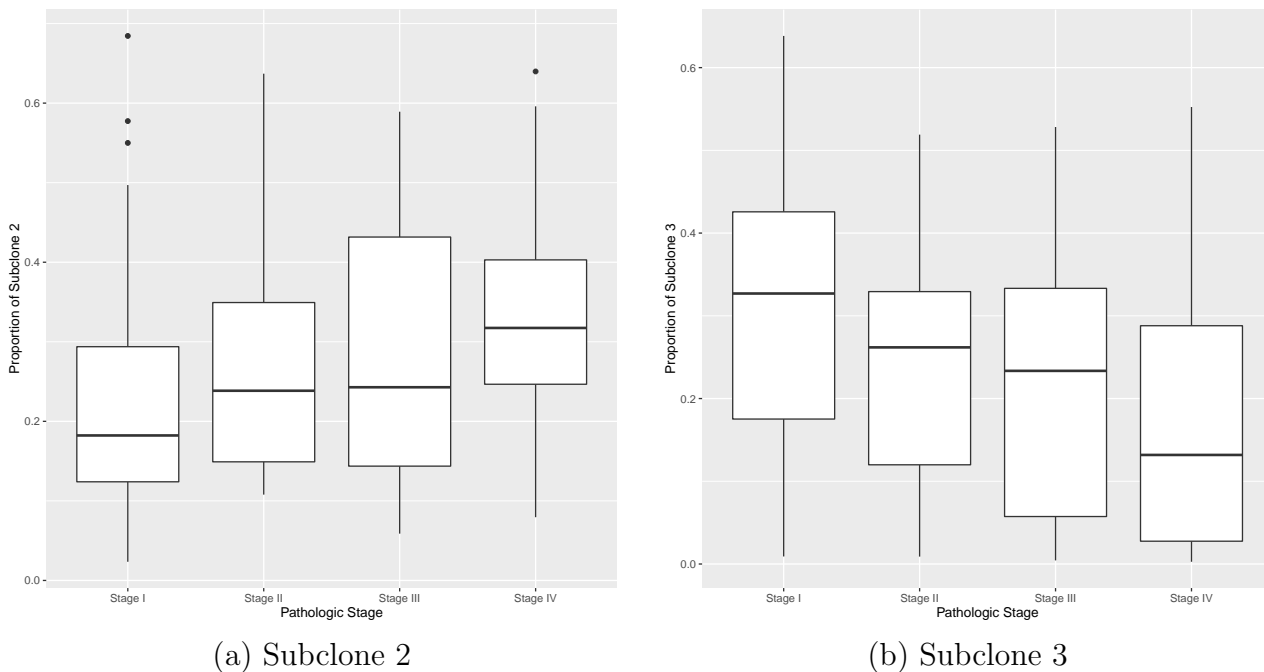 Proportion of Subclone 2
0.6
0.4
0.2
0.0
Stage I Stage II Stage III Stage IV
Pathologic Stage
(a) Subclone 2
Proportion of Subclone 3
0.6
0.4
0.2
0.0
Stage I Stage II Stage III Stage IV
Pathologic Stage
(b) Subclone 3